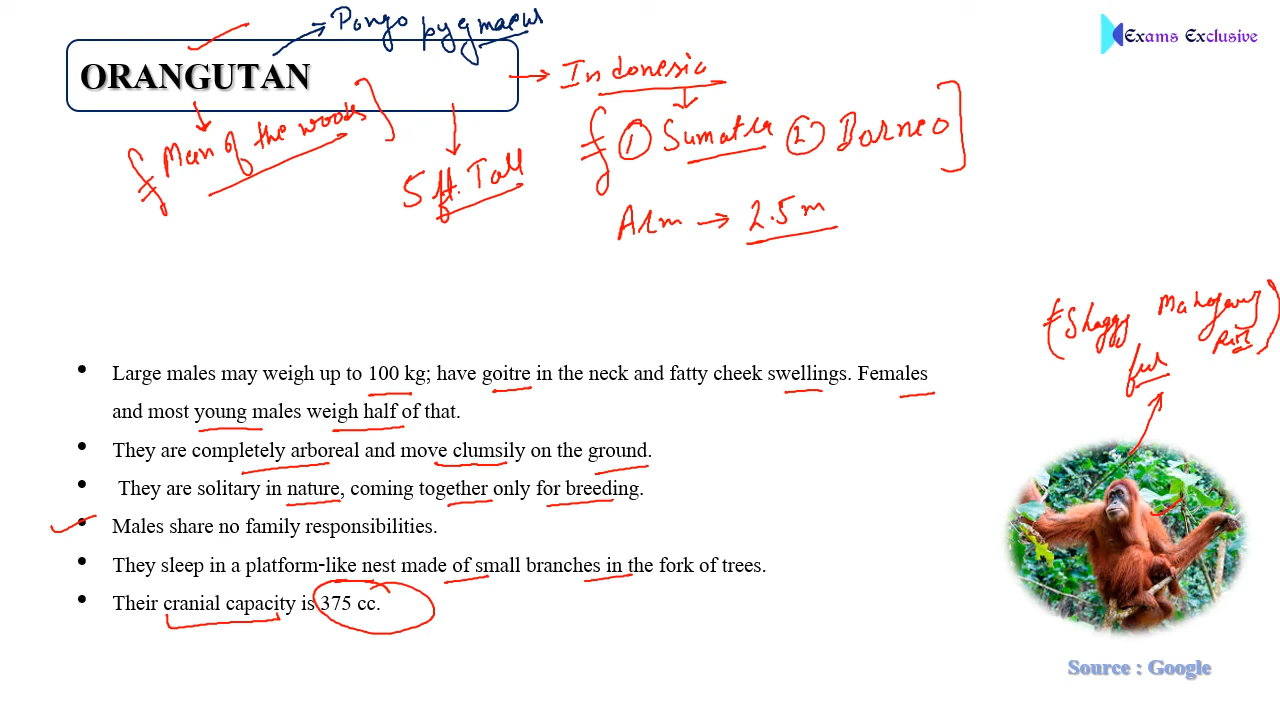 Pongo pygmaeus
Exams Exclusive
ORANGUTAN
Indonesia
Man of the woods
① Sumatra ② Borneo
5 ft. Tall
Arm → 2.5 m
Shaggy Mahogany
fur
• Large males may weigh up to 100 kg; have goitre in the neck and fatty cheek swellings. Females
and most young males weigh half of that.
• They are completely arboreal and move clumsily on the ground.
• They are solitary in nature, coming together only for breeding.
• Males share no family responsibilities.
• They sleep in a platform-like nest made of small branches in the fork of trees.
• Their cranial capacity is 375 cc.
Source : Google